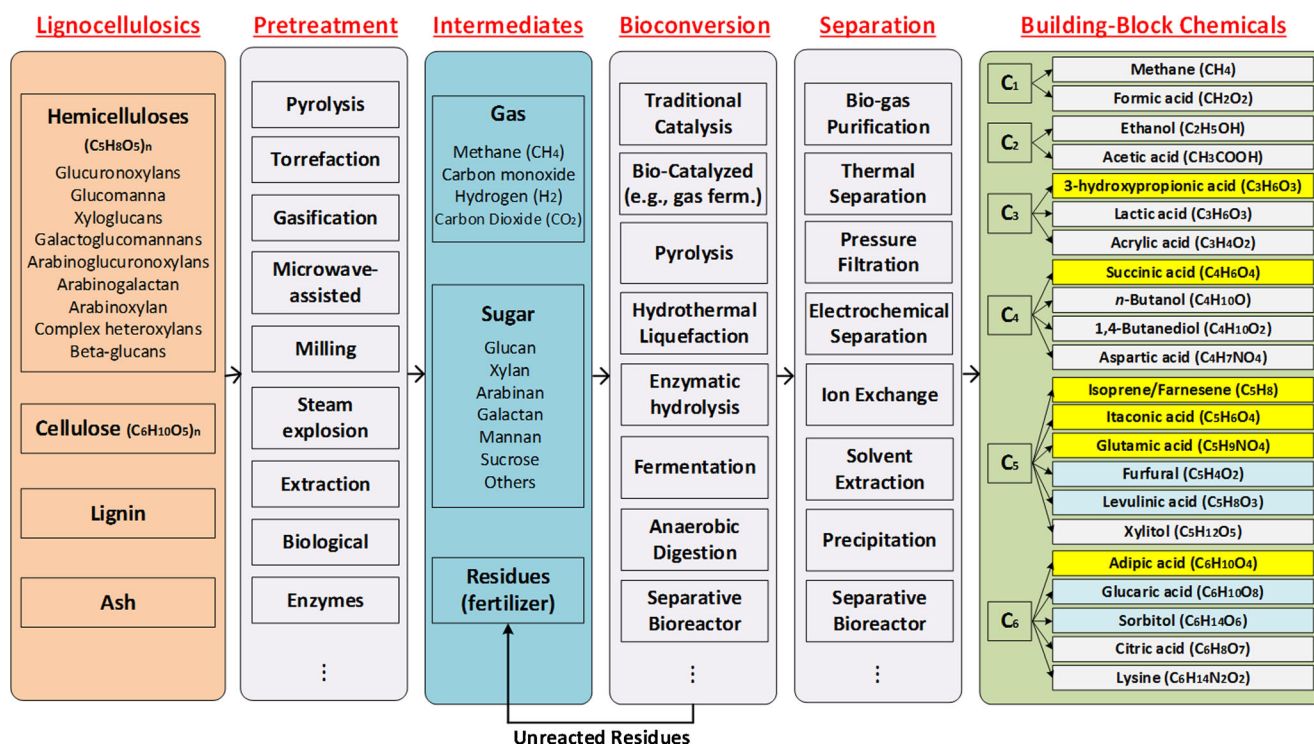 Lignocellulosics
Hemicelluloses
(C5H8O5)n
Glucuronoxylans
Glucomanna
Xyloglucans
Galactoglucomannans
Arabinoglucuronoxylans
Arabinogalactan
Arabinoxylan
Complex heteroxylans
Beta-glucans
Cellulose (C6H10O5)n
Lignin
Ash
Pretreatment
Pyrolysis
Torrefaction
Gasification
Microwave-
assisted
Milling
Steam
explosion
Extraction
Biological
Enzymes
⋮
Intermediates
Gas
Methane (CH4)
Carbon monoxide
Hydrogen (H2)
Carbon Dioxide (CO2)
Sugar
Glucan
Xylan
Arabinan
Galactan
Mannan
Sucrose
Others
Residues
(fertilizer)
Bioconversion
Traditional
Catalysis
Bio-Catalyzed
(e.g., gas ferm.)
Pyrolysis
Hydrothermal
Liquefaction
Enzymatic
hydrolysis
Fermentation
Anaerobic
Digestion
Separative
Bioreactor
⋮
Unreacted Residues
Separation
Bio-gas
Purification
Thermal
Separation
Pressure
Filtration
Electrochemical
Separation
Ion Exchange
Solvent
Extraction
Precipitation
Separative
Bioreactor
⋮
Building-Block Chemicals
C1
Methane (CH4)
Formic acid (CH2O2)
C2
Ethanol (C2H5OH)
Acetic acid (CH3COOH)
C3
3-hydroxypropionic acid (C3H6O3)
Lactic acid (C3H6O3)
Acrylic acid (C3H4O2)
C4
Succinic acid (C4H6O4)
n-Butanol (C4H10O)
1,4-Butanediol (C4H10O2)
Aspartic acid (C4H7NO4)
C5
Isoprene/Farnesene (C5H8)
Itaconic acid (C5H6O4)
Glutamic acid (C5H9NO4)
Furfural (C5H4O2)
Levulinic acid (C5H8O3)
Xylitol (C5H12O5)
C6
Adipic acid (C6H10O4)
Glucaric acid (C6H10O8)
Sorbitol (C6H14O6)
Citric acid (C6H8O7)
Lysine (C6H14N2O2)